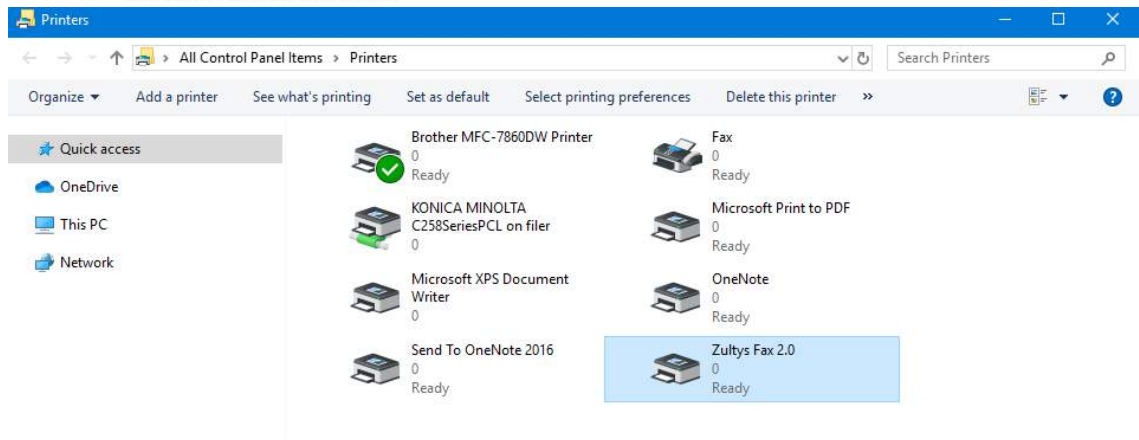 Printers
All Control Panel Items > Printers
Search Printers
Organize
Add a printer
See what's printing
Set as default
Select printing preferences
Delete this printer
»
?
Quick access
OneDrive
This PC
Network
Brother MFC-7860DW Printer
0
Ready
Fax
0
Ready
KONICA MINOLTA
C258SeriesPCL on filer
0
Microsoft Print to PDF
0
Ready
Microsoft XPS Document
Writer
0
OneNote
0
Ready
Send To OneNote 2016
0
Ready
Zultys Fax 2.0
0
Ready